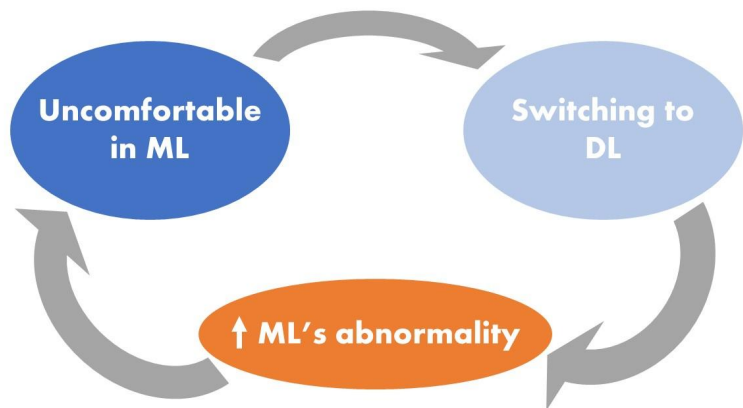 Uncomfortable
in ML
Switching to
DL
↑ ML’s abnormality